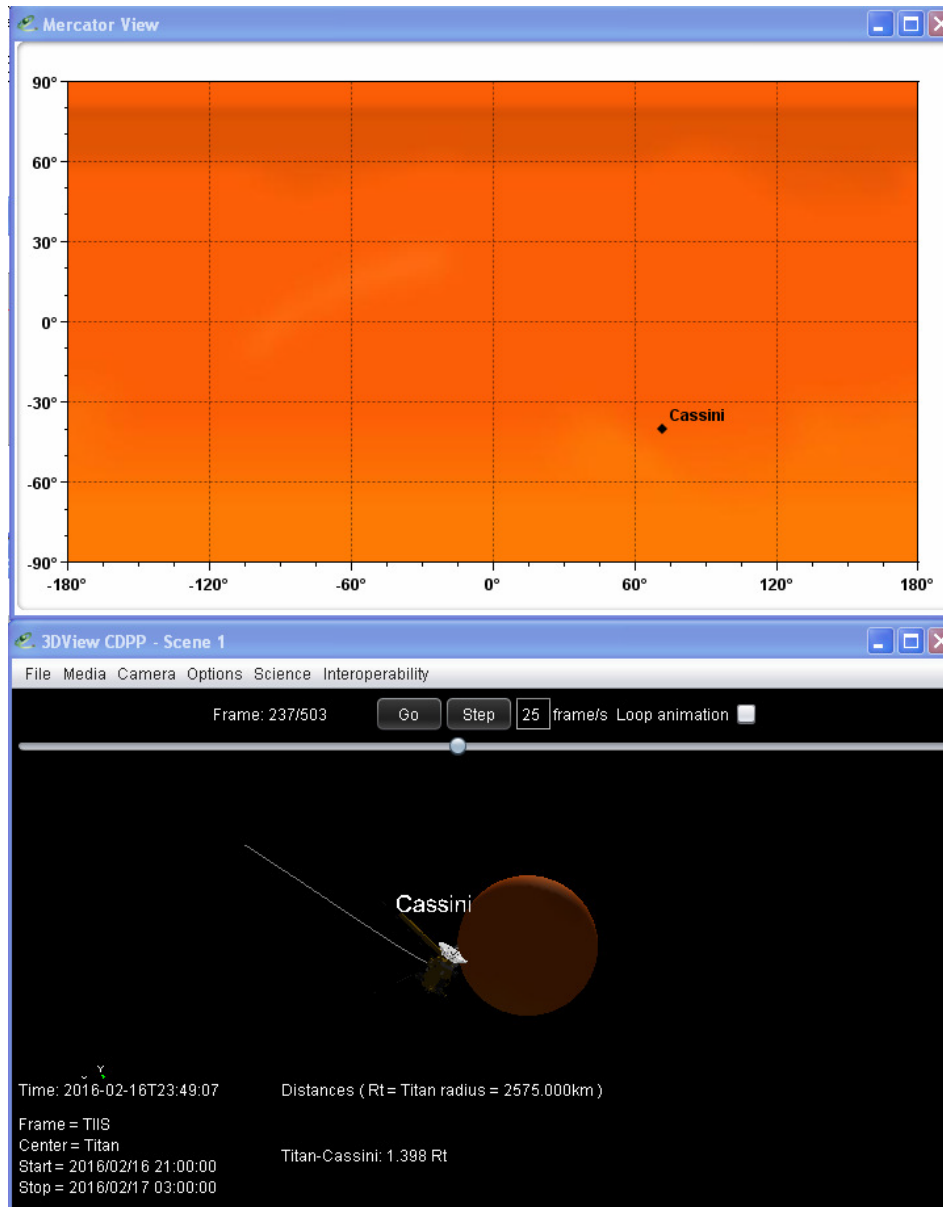 Mercator View
90°
60°
30°
0°
-30°
-60°
-90°
Cassini
-180° -120° -60° 0° 60° 120° 180°
3DView CDPP - Scene 1
File Media Camera Options Science Interoperability
Frame: 237/503 Go Step 25 frame/s Loop animation
Cassini
Y
Time: 2016-02-16T23:49:07 Distances ( Rt = Titan radius = 2575.000km )
Frame = TIIS
Center = Titan
Start = 2016/02/16 21:00:00
Titan-Cassini: 1.398 Rt
Stop = 2016/02/17 03:00:00